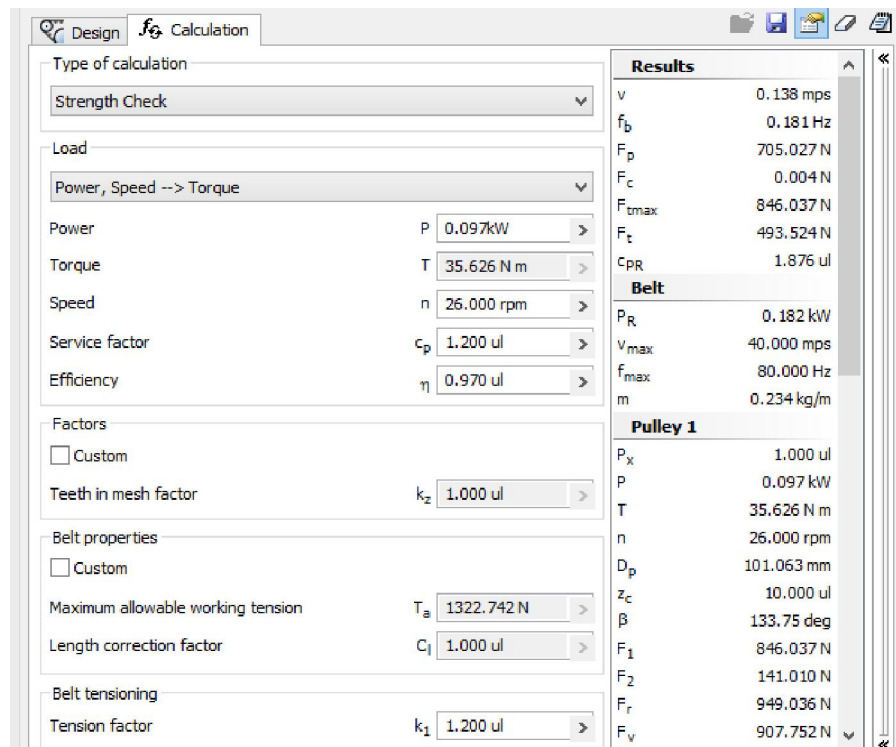 Design
Calculation
Type of calculation
Strength Check
Load
Power, Speed --> Torque
Power P 0.097kW
Torque T 35.626 N m
Speed n 26.000 rpm
Service factor cp 1.200 ul
Efficiency η 0.970 ul
Factors
Custom
Teeth in mesh factor kz 1.000 ul
Belt properties
Custom
Maximum allowable working tension Ta 1322.742 N
Length correction factor Cl 1.000 ul
Belt tensioning
Tension factor k1 1.200 ul
Results
v 0.138 mps
fb 0.181 Hz
Fp 705.027 N
Fc 0.004 N
Ftmax 846.037 N
Ft 493.524 N
cPR 1.876 ul
Belt
PR 0.182 kW
vmax 40.000 mps
fmax 80.000 Hz
m 0.234 kg/m
Pulley 1
Px 1.000 ul
P 0.097 kW
T 35.626 N m
n 26.000 rpm
Dp 101.063 mm
zc 10.000 ul
β 133.75 deg
F1 846.037 N
F2 141.010 N
Fr 949.036 N
Fv 907.752 N